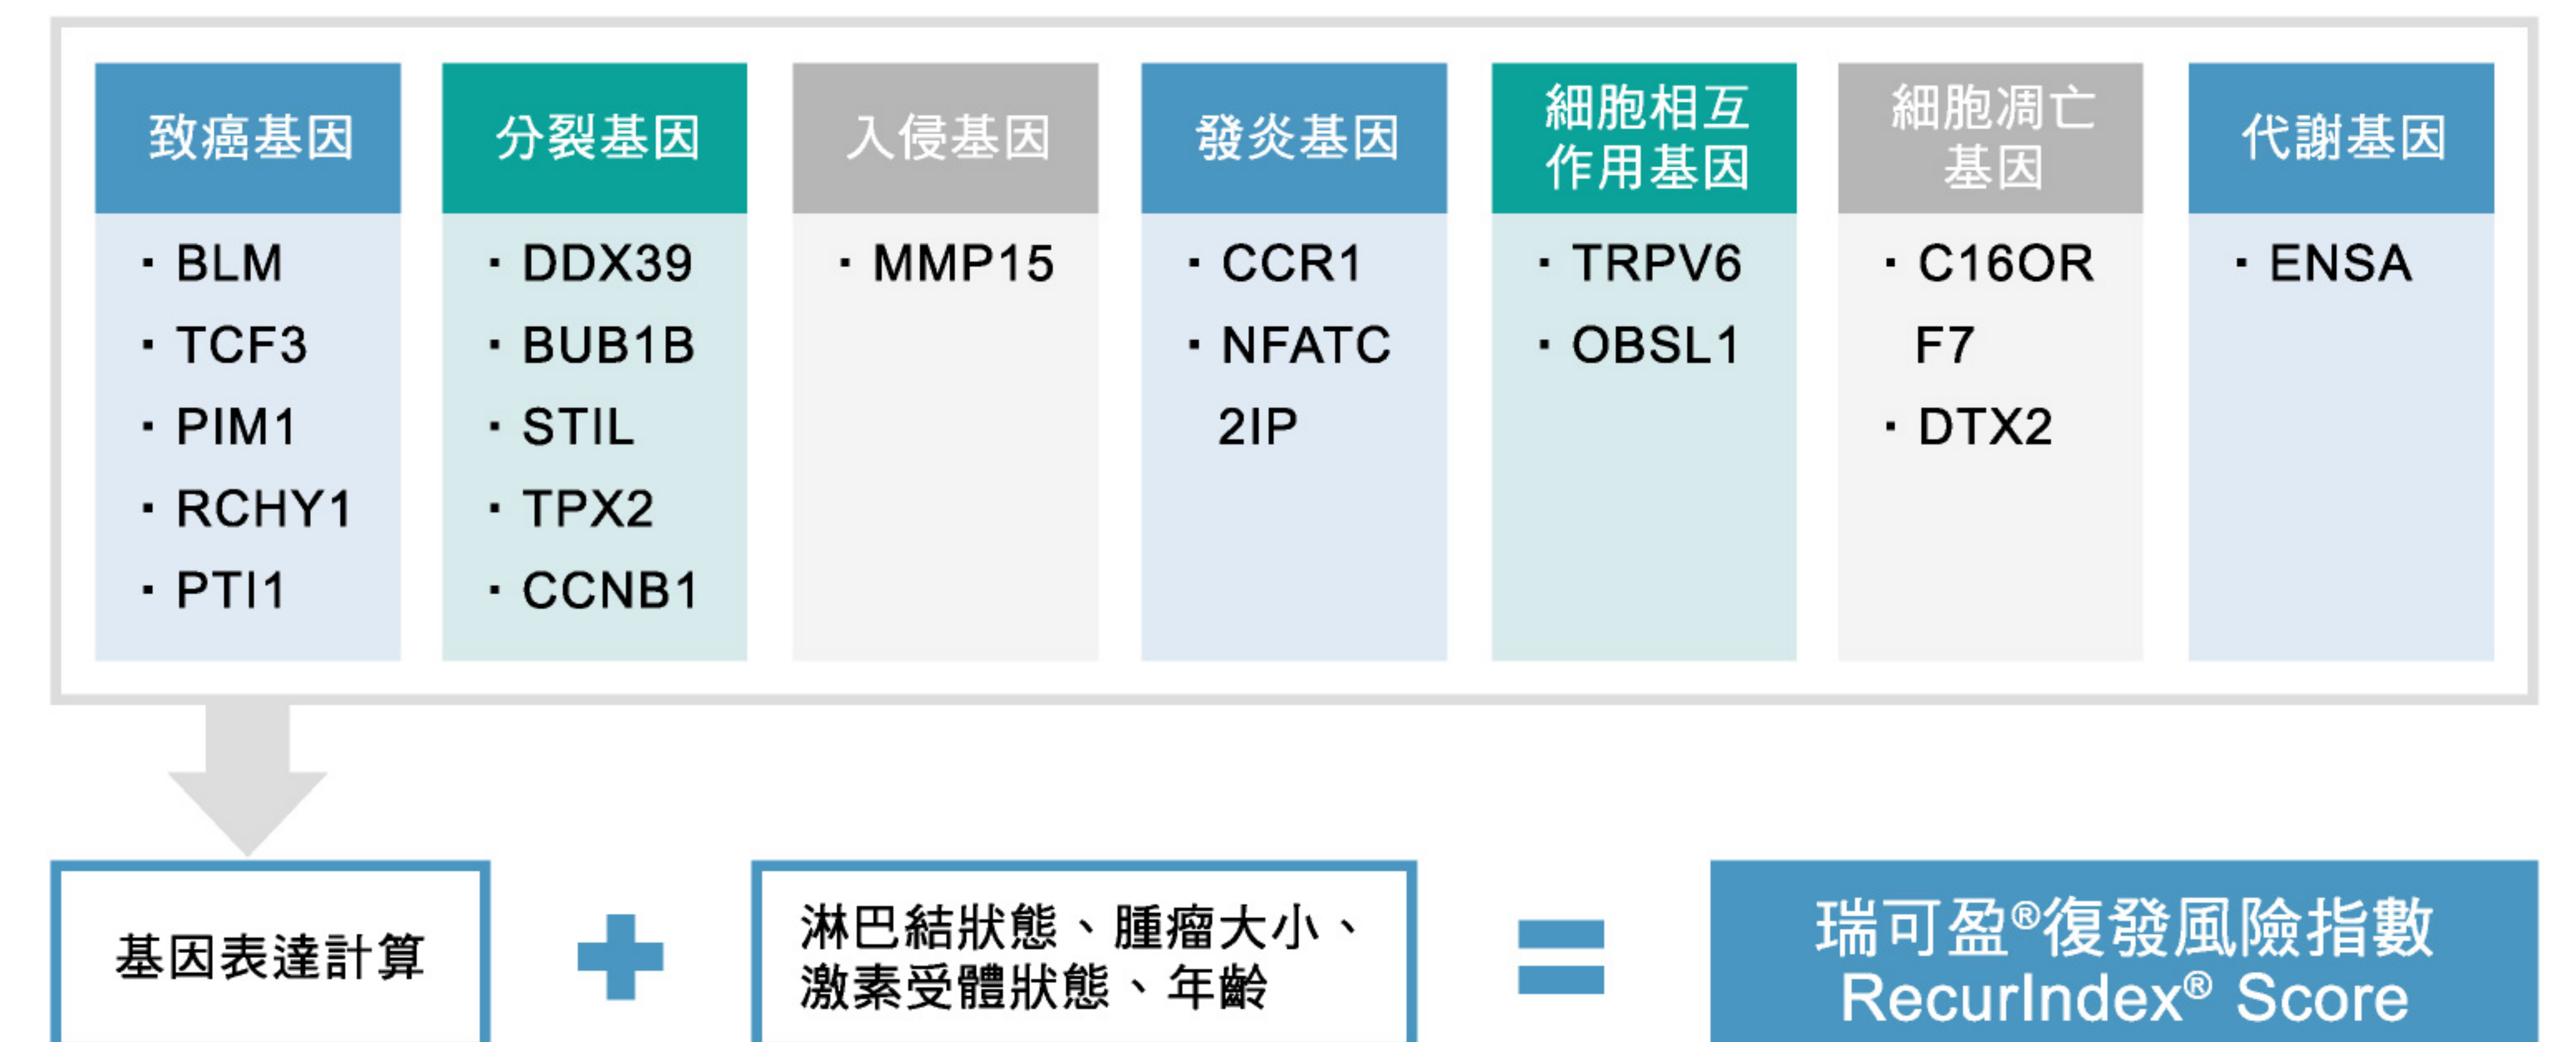 致癌基因
・BLM
・TCF3
・PIM1
・RCHY1
・PTI1
分裂基因
・DDX39
・BUB1B
・STIL
・TPX2
・CCNB1
入侵基因
・MMP15
發炎基因
・CCR1
・NFATC
2IP
細胞相互
作用基因
・TRPV6
・OBSL1
細胞凋亡
基因
・C16OR
F7
・DTX2
代謝基因
・ENSA
基因表達計算
+
淋巴結狀態、腫瘤大小、
激素受體狀態、年齡
=
瑞可盈®復發風險指數
RecurIndex® Score